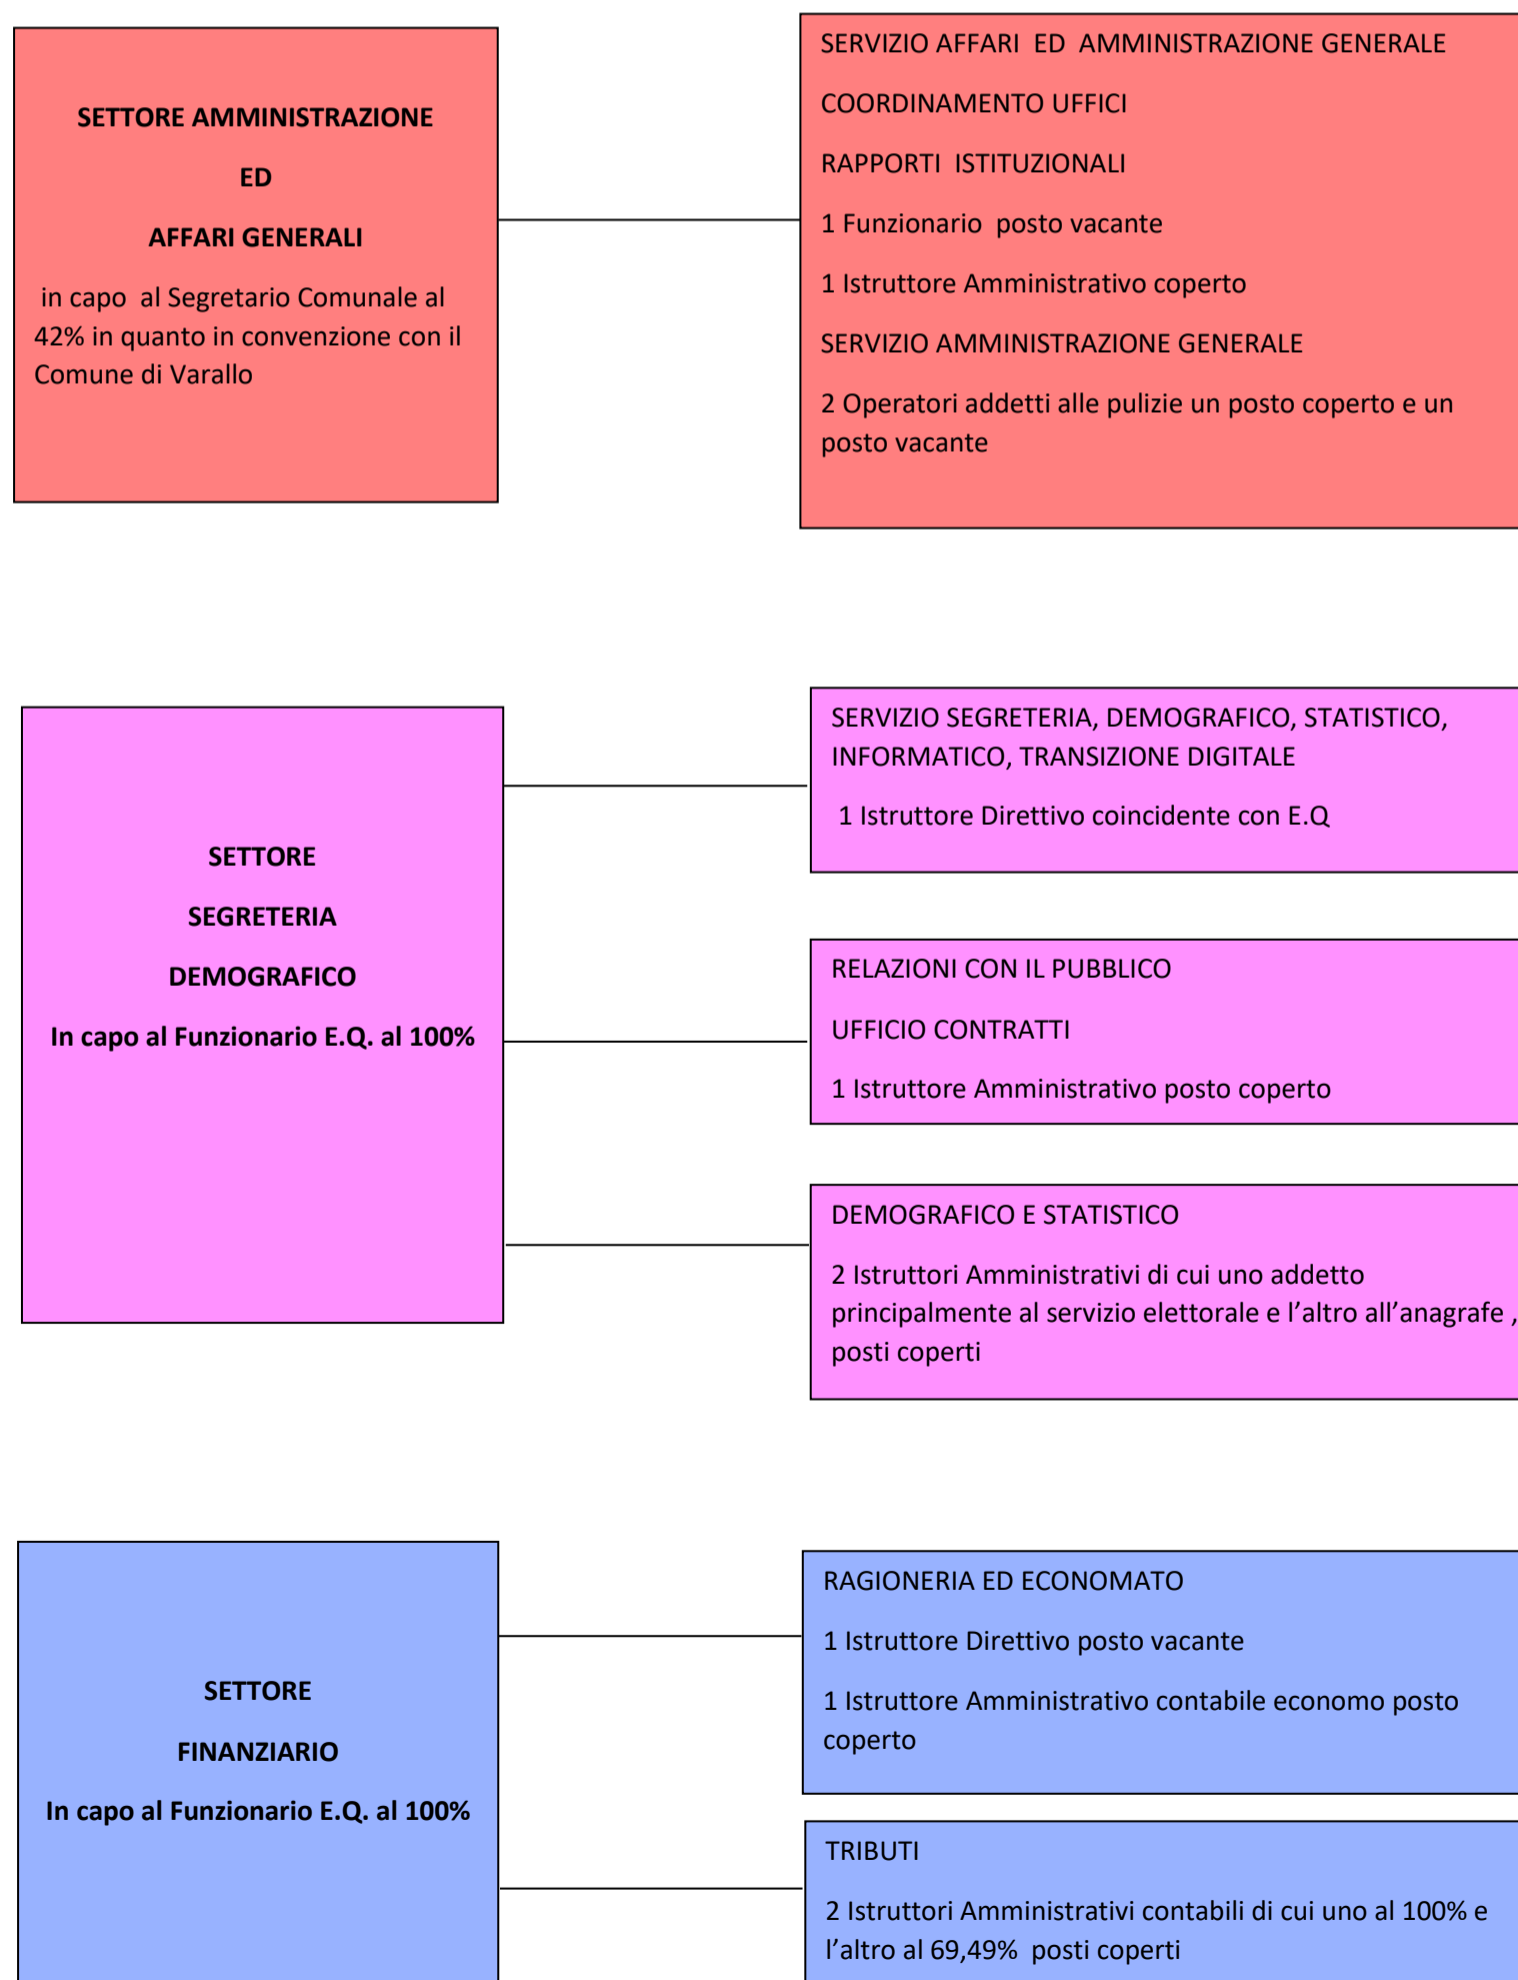 SETTORE AMMINISTRAZIONE
ED
AFFARI GENERALI
in capo al Segretario Comunale al
42% in quanto in convenzione con il
Comune di Varallo
SERVIZIO AFFARI ED AMMINISTRAZIONE GENERALE
COORDINAMENTO UFFICI
RAPPORTI ISTITUZIONALI
1 Funzionario posto vacante
1 Istruttore Amministrativo coperto
SERVIZIO AMMINISTRAZIONE GENERALE
2 Operatori addetti alle pulizie un posto coperto e un
posto vacante
SETTORE
SEGRETERIA
DEMOGRAFICO
In capo al Funzionario E.Q. al 100%
SERVIZIO SEGRETERIA, DEMOGRAFICO, STATISTICO,
INFORMATICO, TRANSIZIONE DIGITALE
1 Istruttore Direttivo coincidente con E.Q
RELAZIONI CON IL PUBBLICO
UFFICIO CONTRATTI
1 Istruttore Amministrativo posto coperto
DEMOGRAFICO E STATISTICO
2 Istruttori Amministrativi di cui uno addetto
principalmente al servizio elettorale e l’altro all’anagrafe ,
posti coperti
SETTORE
FINANZIARIO
In capo al Funzionario E.Q. al 100%
RAGIONERIA ED ECONOMATO
1 Istruttore Direttivo posto vacante
1 Istruttore Amministrativo contabile economo posto
coperto
TRIBUTI
2 Istruttori Amministrativi contabili di cui uno al 100% e
l’altro al 69,49% posti coperti